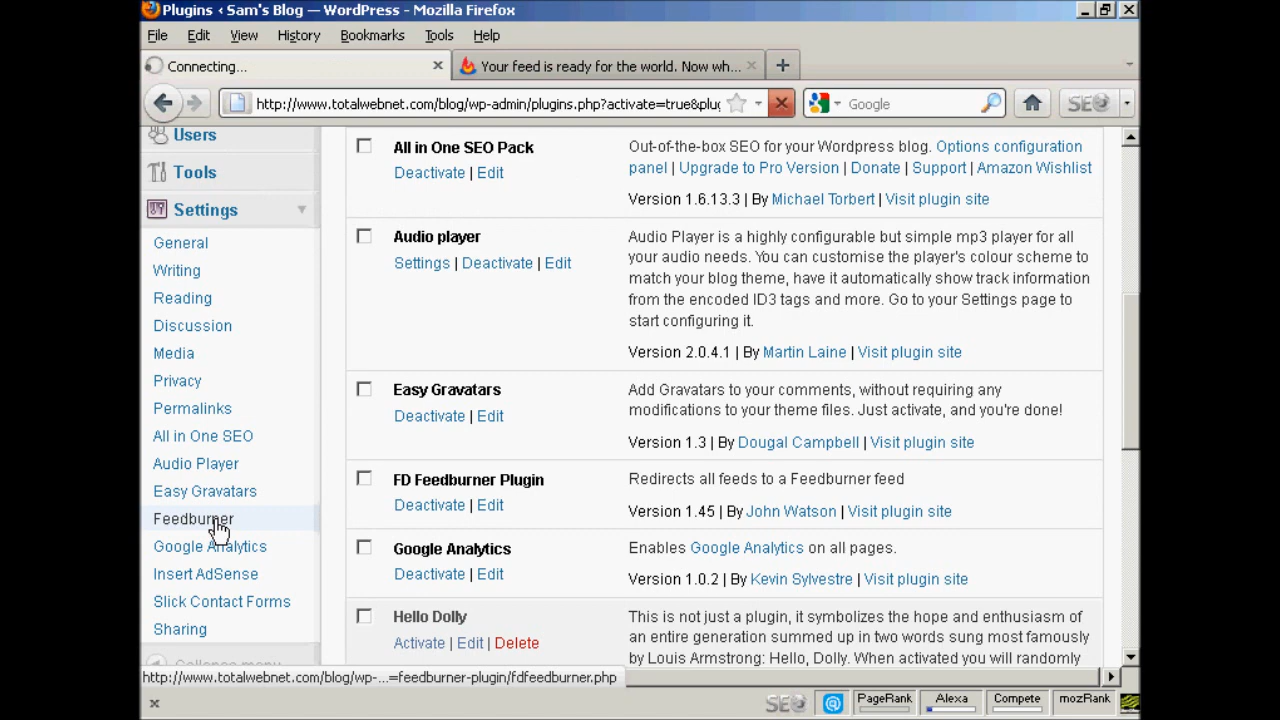 Plugins ‹ Sam's Blog — WordPress - Mozilla Firefox
File Edit View History Bookmarks Tools Help
Connecting...
Your feed is ready for the world. Now wh...
http://www.totalwebnet.com/blog/wp-admin/plugins.php?activate=true&plug
Google
SEO
Users
Tools
Settings
General
Writing
Reading
Discussion
Media
Privacy
Permalinks
All in One SEO
Audio Player
Easy Gravatars
Feedburner
Google Analytics
Insert AdSense
Slick Contact Forms
Sharing
Collapse menu
All in One SEO Pack
Deactivate | Edit
Out-of-the-box SEO for your Wordpress blog. Options configuration
panel | Upgrade to Pro Version | Donate | Support | Amazon Wishlist
Version 1.6.13.3 | By Michael Torbert | Visit plugin site
Audio player
Settings | Deactivate | Edit
Audio Player is a highly configurable but simple mp3 player for all
your audio needs. You can customise the player's colour scheme to
match your blog theme, have it automatically show track information
from the encoded ID3 tags and more. Go to your Settings page to
start configuring it.
Version 2.0.4.1 | By Martin Laine | Visit plugin site
Easy Gravatars
Deactivate | Edit
Add Gravatars to your comments, without requiring any
modifications to your theme files. Just activate, and you're done!
Version 1.3 | By Dougal Campbell | Visit plugin site
FD Feedburner Plugin
Deactivate | Edit
Redirects all feeds to a Feedburner feed
Version 1.45 | By John Watson | Visit plugin site
Google Analytics
Deactivate | Edit
Enables Google Analytics on all pages.
Version 1.0.2 | By Kevin Sylvestre | Visit plugin site
Hello Dolly
Activate | Edit | Delete
This is not just a plugin, it symbolizes the hope and enthusiasm of
an entire generation summed up in two words sung most famously
by Louis Armstrong: Hello, Dolly. When activated you will randomly
http://www.totalwebnet.com/blog/wp-...=feedburner-plugin/fdfeedburner.php
SEO PageRank Alexa Compete mozRank